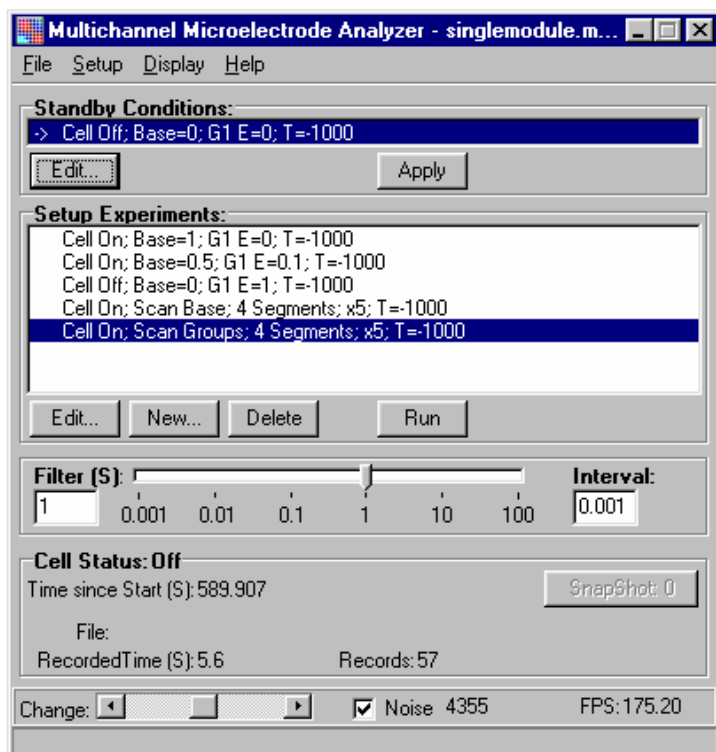 Multichannel Microelectrode Analyzer - singlemodule.m...
File Setup Display Help
Standby Conditions:
-> Cell Off; Base=0; G1 E=0; T=-1000
Edit... Apply
Setup Experiments:
Cell On; Base=1; G1 E=0; T=-1000
Cell On; Base=0.5; G1 E=0.1; T=-1000
Cell Off; Base=0; G1 E=1; T=-1000
Cell On; Scan Base; 4 Segments; x5; T=-1000
Cell On; Scan Groups; 4 Segments; x5; T=-1000
Edit... New... Delete Run
Filter (S): Interval:
1 0.001 0.01 0.1 1 10 100 0.001
Cell Status: Off
Time since Start (S): 589.907 SnapShot: 0
File:
RecordedTime (S): 5.6 Records: 57
Change: Noise 4355 FPS: 175.20